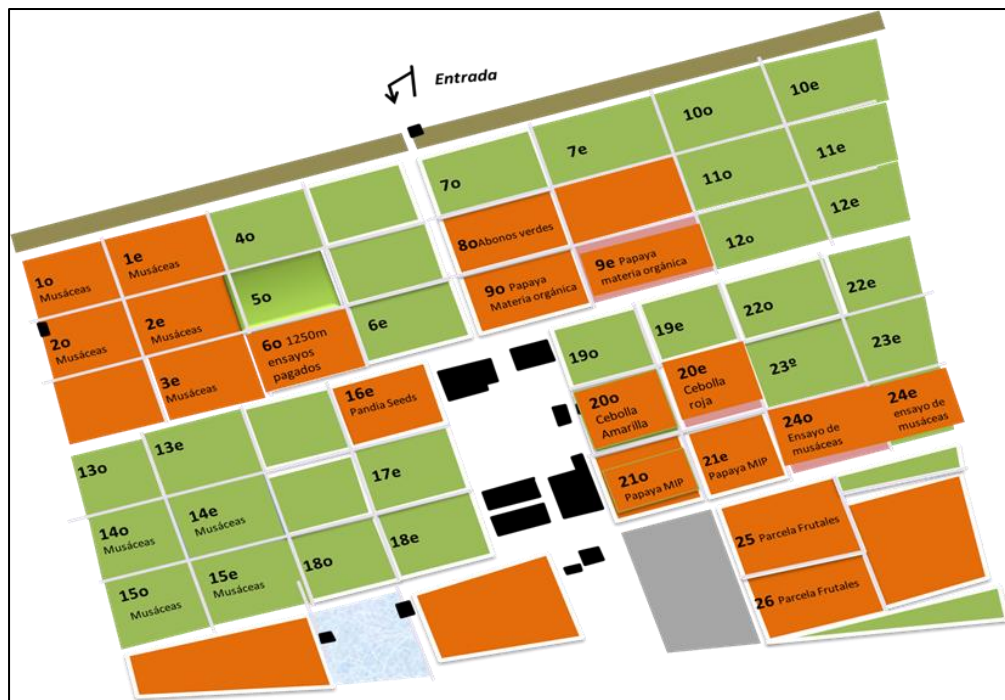 Entrada
10e
10o
7e
7o
11e
11o
12e
12o
4o
1e
Musáceas
1o
Musáceas
8o Abonos verdes
9e Papaya
materia orgánica
9o Papaya
Materia orgánica
5o
2e
Musáceas
2o
Musáceas
6e
6o 1250m
ensayos
pagados
3e
Musáceas
22e
22o
19e
19o
23e
23º
20e
Cebolla
roja
20o
Cebolla
Amarilla
24e
ensayo de
musáceas
24o
Ensayo de
musáceas
21e
Papaya MIP
21o
Papaya MIP
16e
Pandia Seeds
13e
13o
17e
14e
Musáceas
14o
Musáceas
18e
18o
15e
Musáceas
15o
Musáceas
25 Parcela Frutales
26 Parcela Frutales